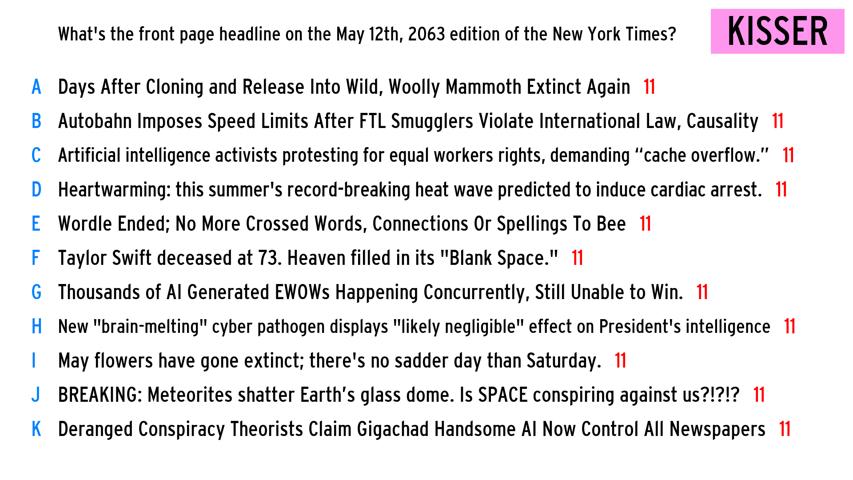 What's the front page headline on the May 12th, 2063 edition of the New York Times?
KISSER
A Days After Cloning and Release Into Wild, Woolly Mammoth Extinct Again 11
B Autobahn Imposes Speed Limits After FTL Smugglers Violate International Law, Causality 11
C Artificial intelligence activists protesting for equal workers rights, demanding “cache overflow.” 11
D Heartwarming: this summer's record-breaking heat wave predicted to induce cardiac arrest. 11
E Wordle Ended; No More Crossed Words, Connections Or Spellings To Bee 11
F Taylor Swift deceased at 73. Heaven filled in its "Blank Space." 11
G Thousands of AI Generated EWOWs Happening Concurrently, Still Unable to Win. 11
H New "brain-melting" cyber pathogen displays "likely negligible" effect on President's intelligence 11
I May flowers have gone extinct; there's no sadder day than Saturday. 11
J BREAKING: Meteorites shatter Earth’s glass dome. Is SPACE conspiring against us?!?!? 11
K Deranged Conspiracy Theorists Claim Gigachad Handsome AI Now Control All Newspapers 11